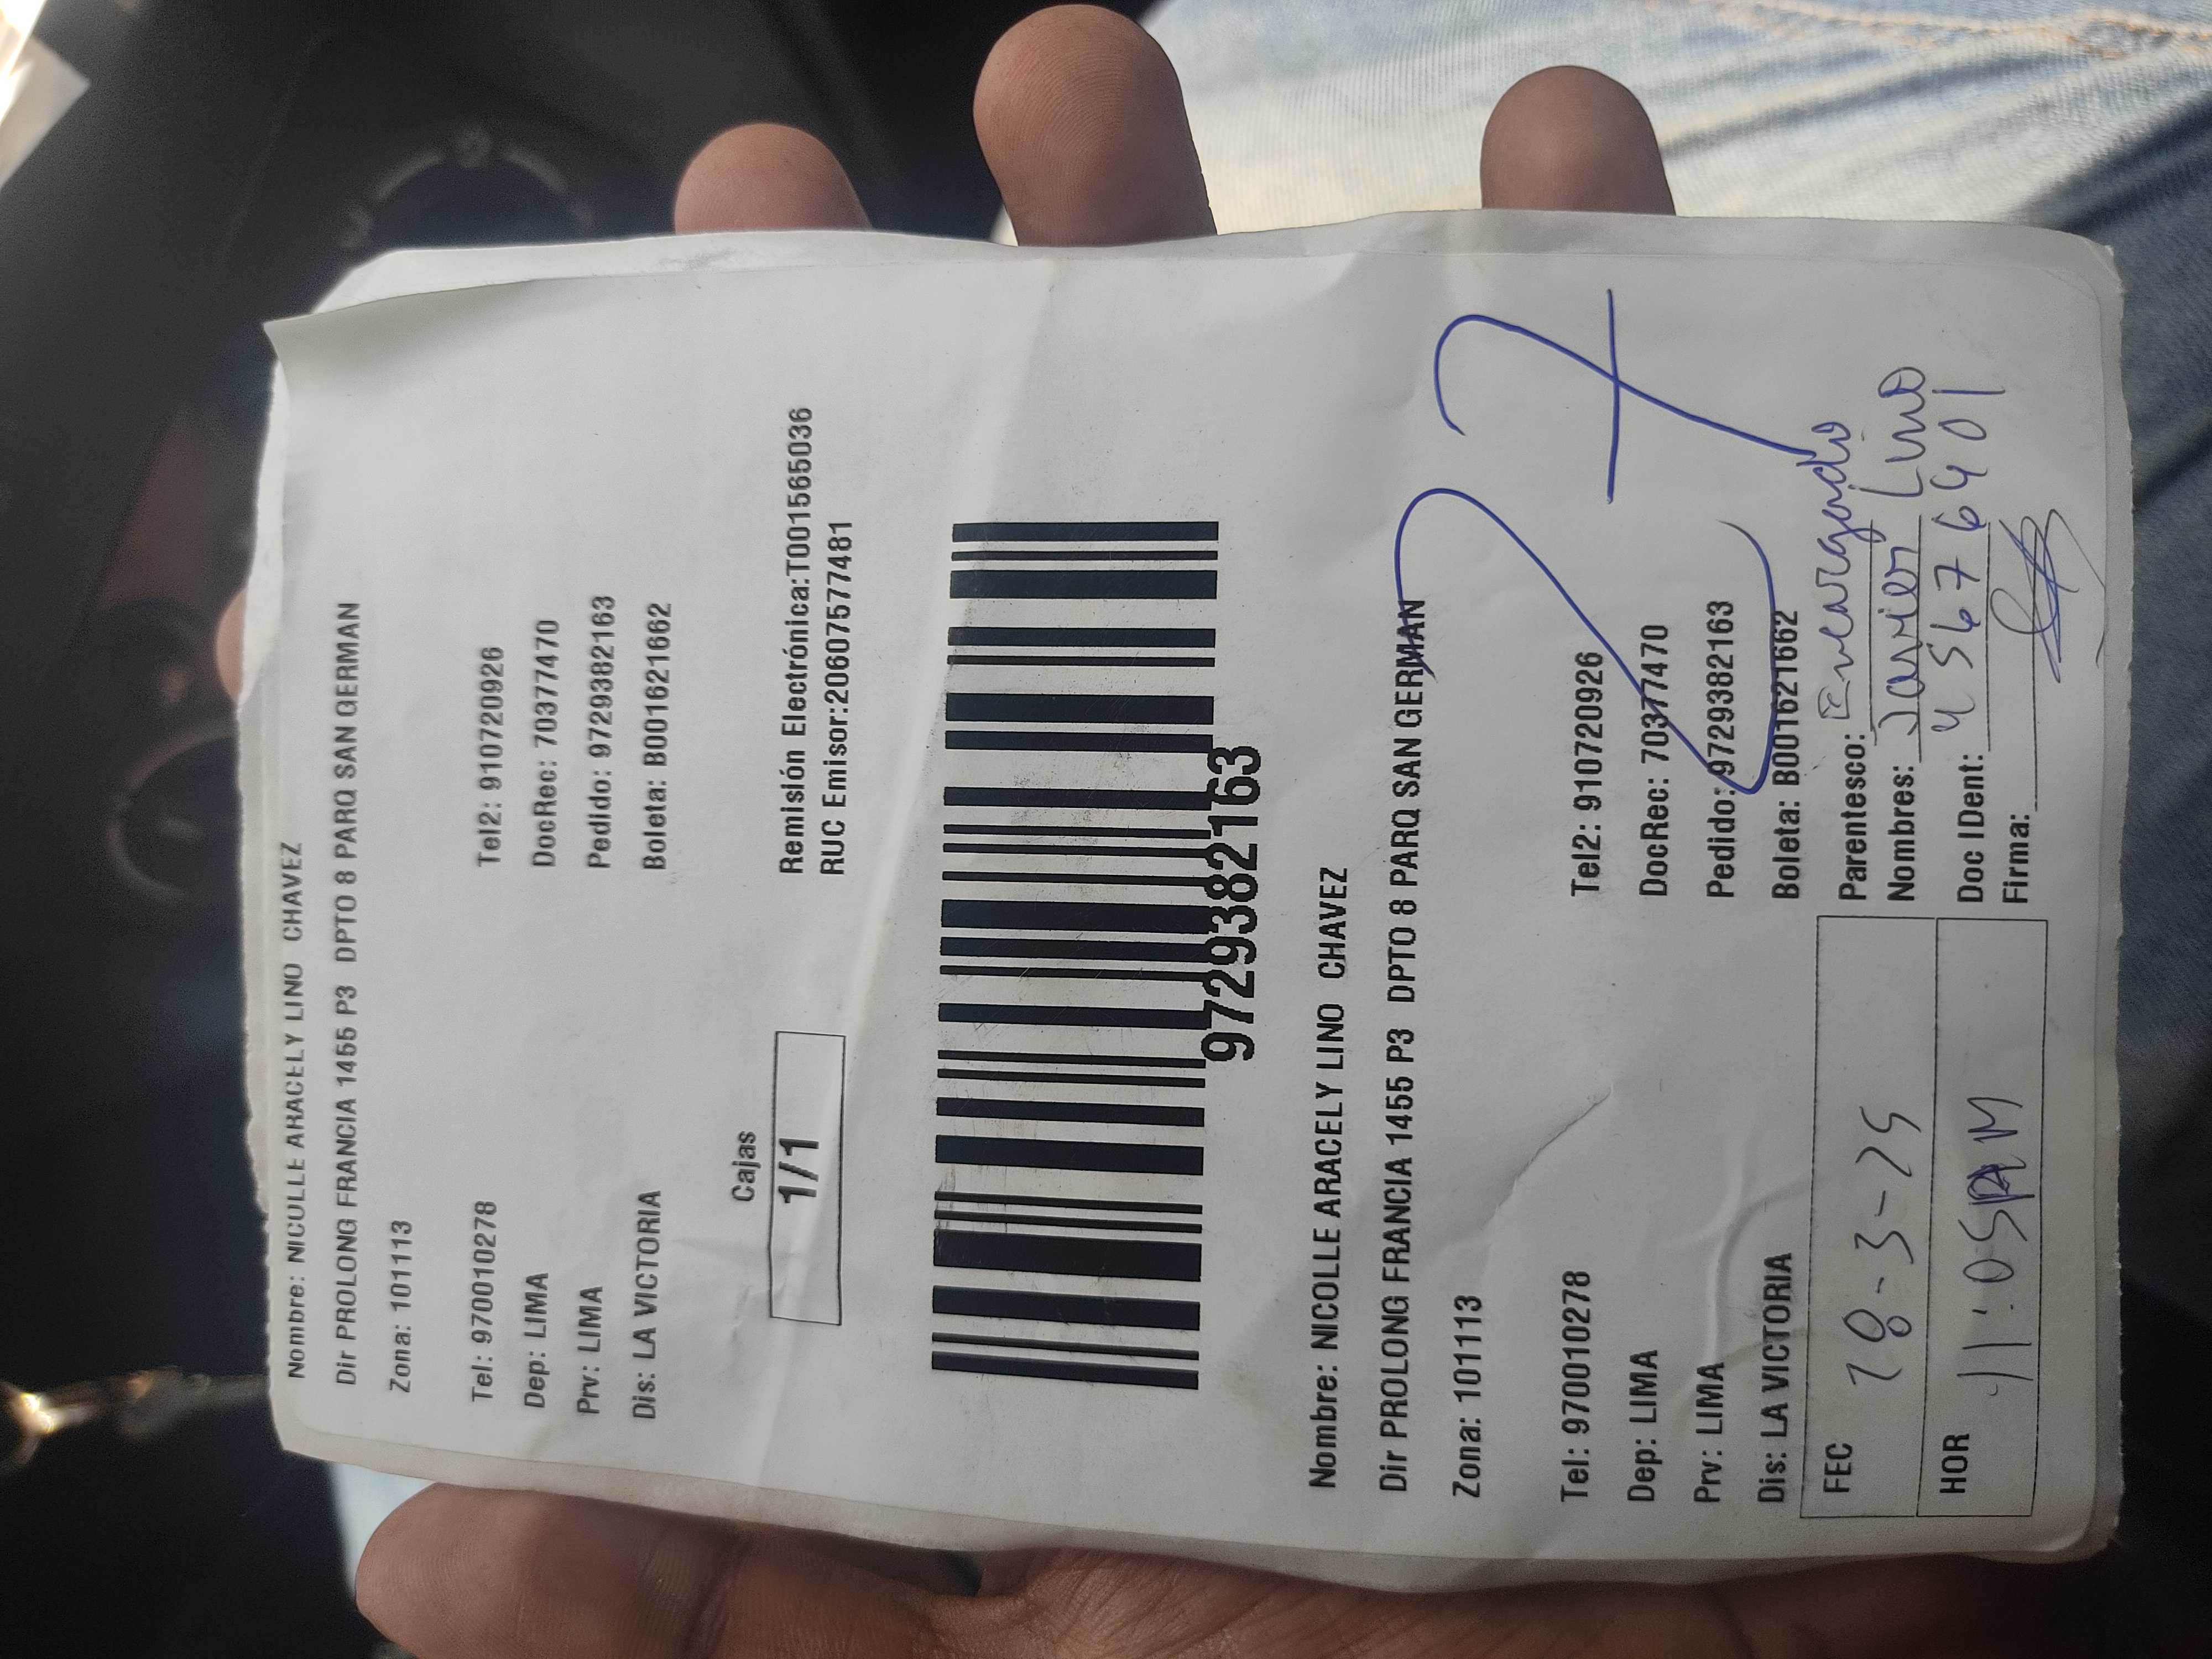 Nombre: NICOLLE ARACELY LINO CHAVEZ
Dir PROLONG FRANCIA 1455 P3 DPTO 8 PARQ SAN GERMAN
Zona: 101113
Tel: 970010278 Tel2: 910720926
Dep: LIMA DocRec: 70377470
Prv: LIMA Pedido: 9729382163
Dis: LA VICTORIA Boleta: B001621662
Cajas
1/1
Remisión Electrónica:T001565036
RUC Emisor:20607577481
9729382163
Nombre: NICOLLE ARACELY LINO CHAVEZ
Dir PROLONG FRANCIA 1455 P3 DPTO 8 PARQ SAN GERMAN
27
Zona: 101113
Tel: 970010278 Tel2: 910720926
Dep: LIMA DocRec: 70377470
Prv: LIMA Pedido: 9729382163
Dis: LA VICTORIA Boleta: B001621662
FEC 28-3-25 Parentesco: Encargado
Nombres: Javier Lino
HOR 11:05AM Doc IDent: 45676401
Firma: